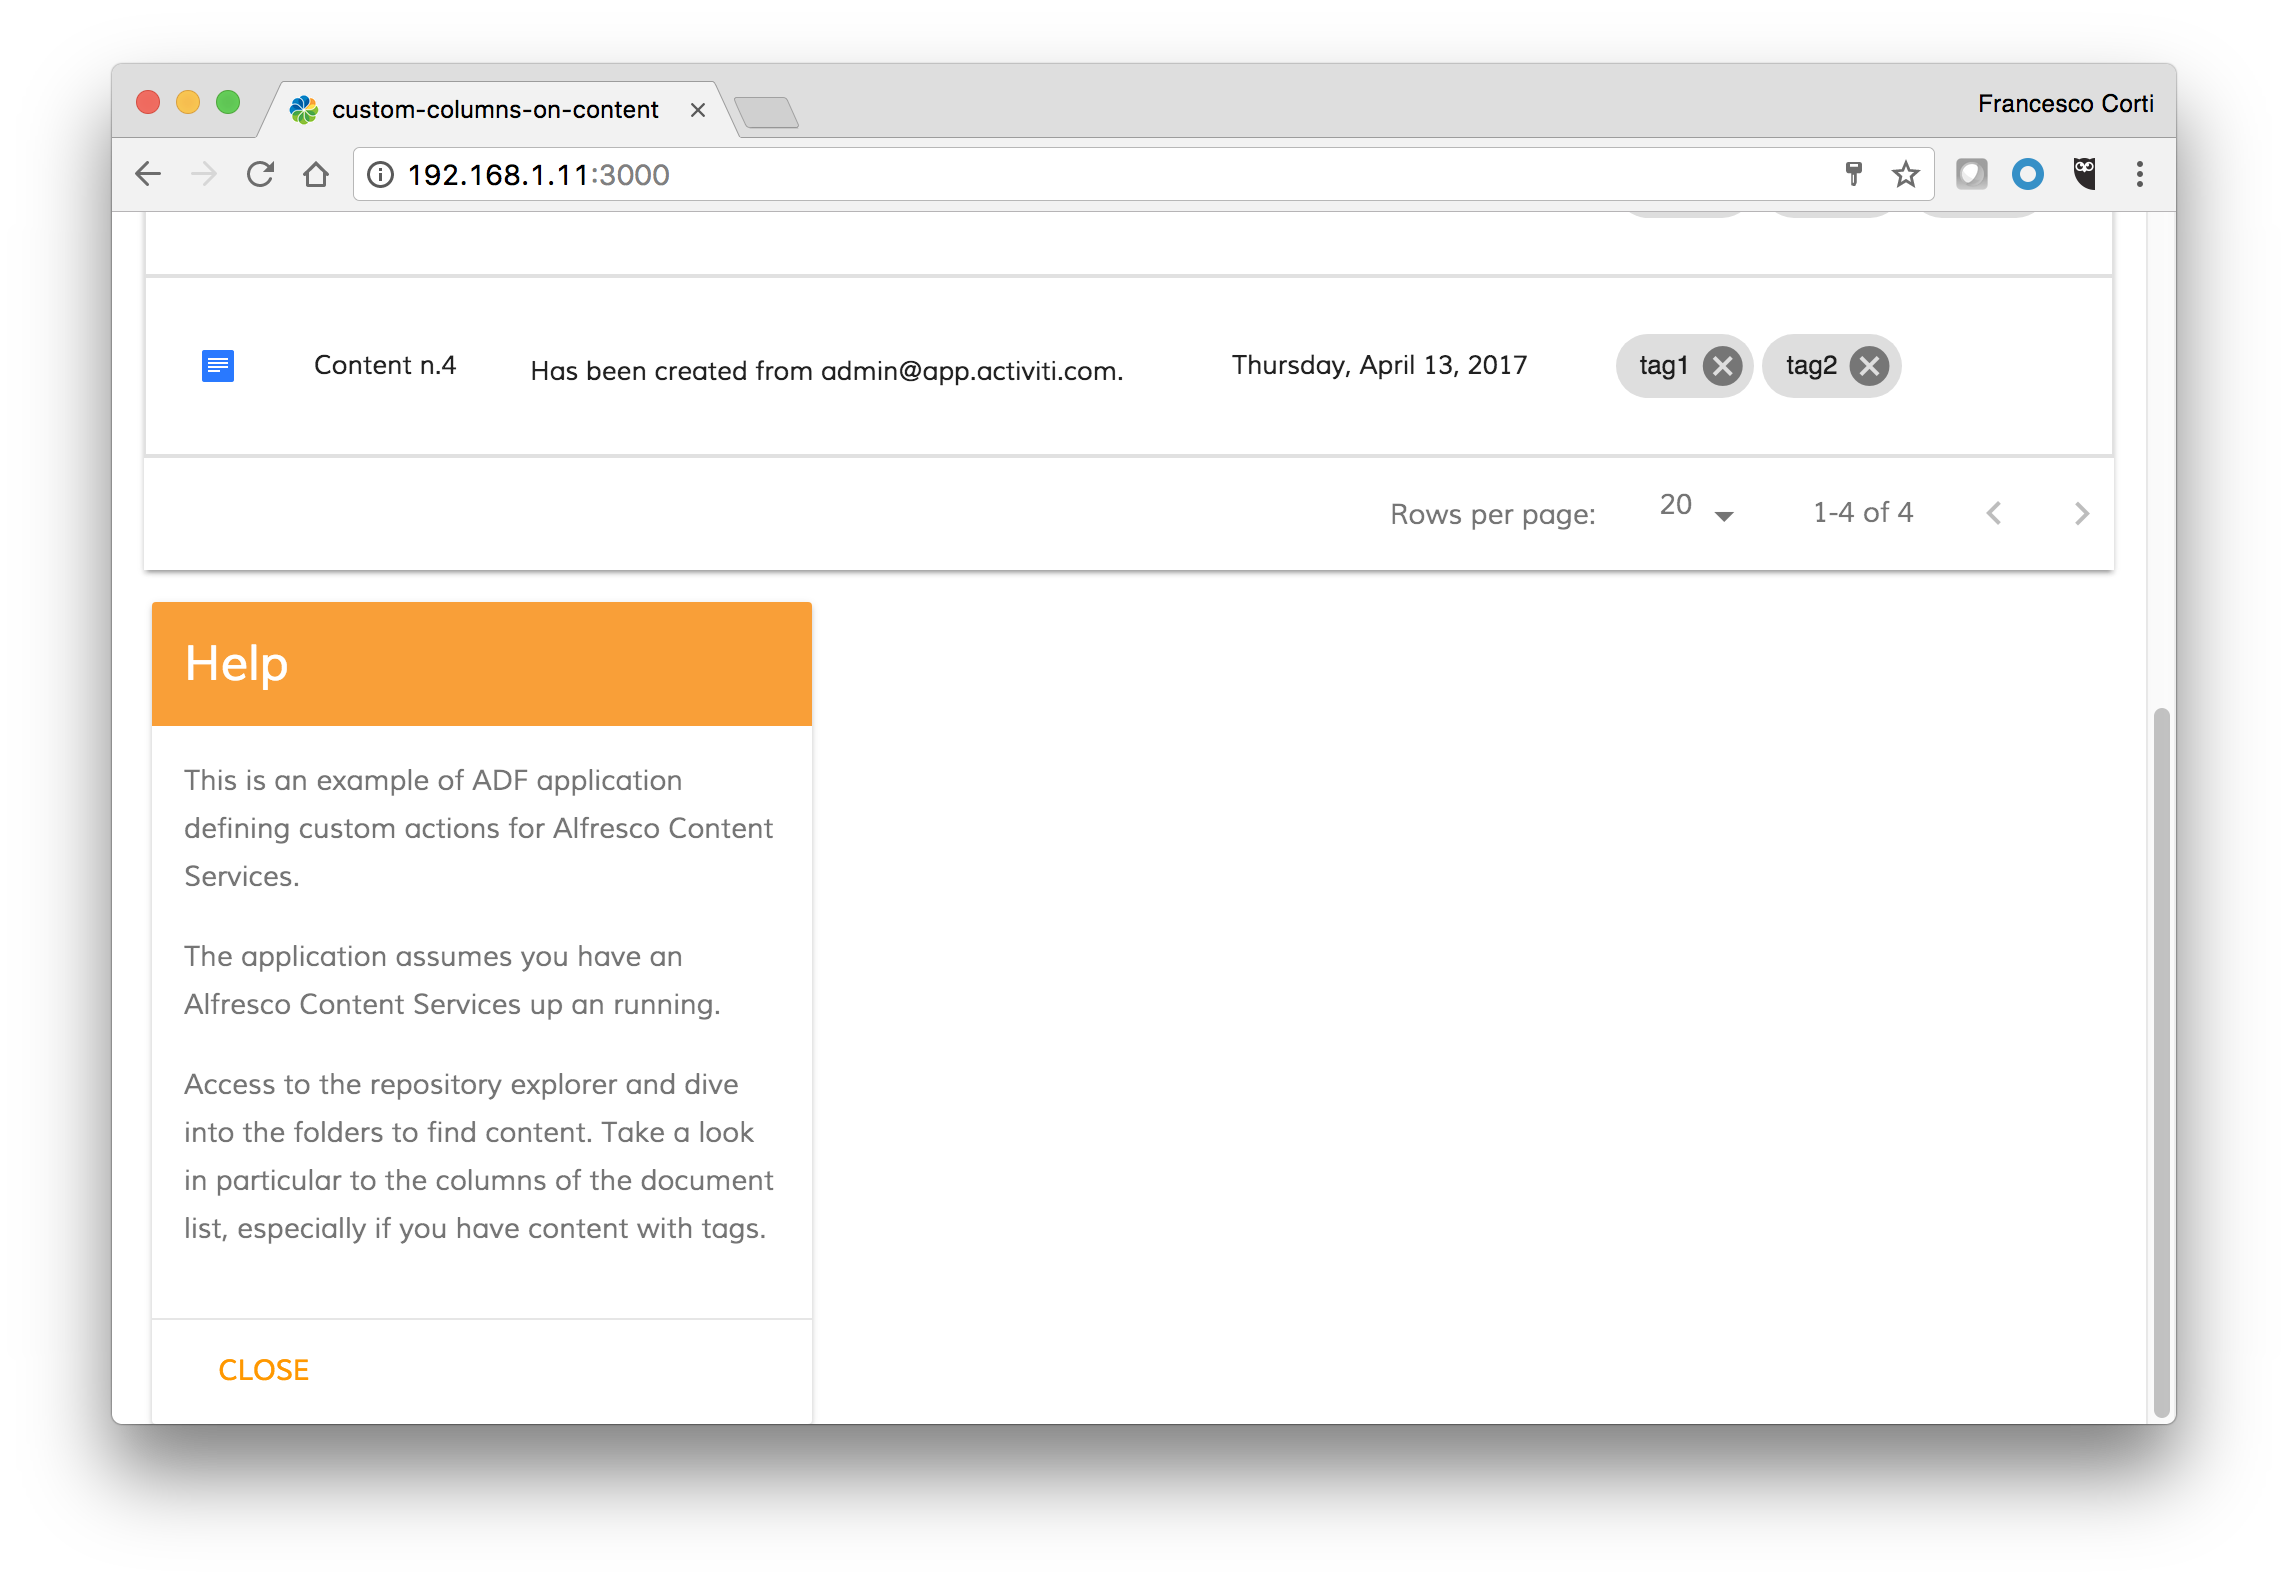 custom-columns-on-content
Francesco Corti
192.168.1.11:3000
Content n.4 Has been created from admin@app.activiti.com. Thursday, April 13, 2017 tag1 tag2
Rows per page: 20 1-4 of 4
Help
This is an example of ADF application
defining custom actions for Alfresco Content
Services.
The application assumes you have an
Alfresco Content Services up an running.
Access to the repository explorer and dive
into the folders to find content. Take a look
in particular to the columns of the document
list, especially if you have content with tags.
CLOSE